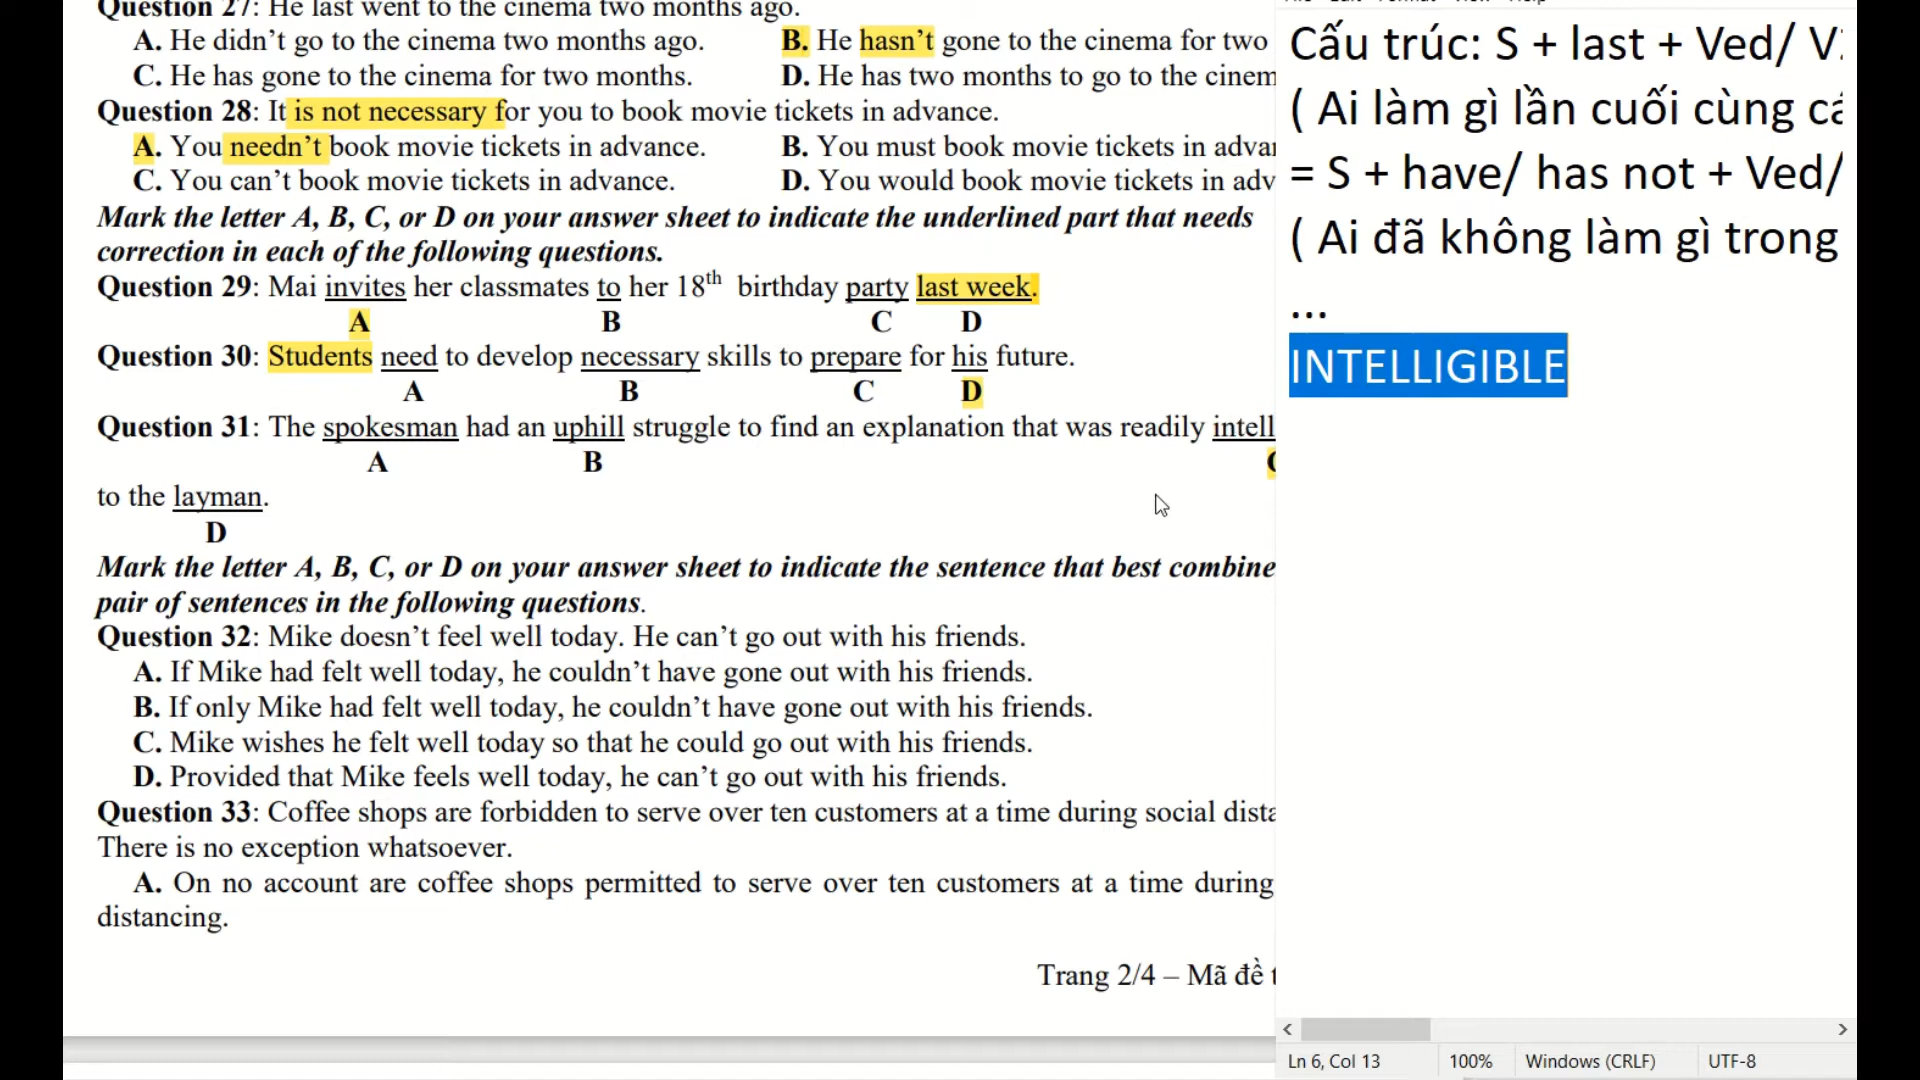 Question 27: He last went to the cinema two months ago.
A. He didn't go to the cinema two months ago. B. He hasn't gone to the cinema for two
C. He has gone to the cinema for two months. D. He has two months to go to the cinem
Question 28: It is not necessary for you to book movie tickets in advance.
A. You needn't book movie tickets in advance. B. You must book movie tickets in adva
C. You can't book movie tickets in advance. D. You would book movie tickets in adv
Mark the letter A, B, C, or D on your answer sheet to indicate the underlined part that needs
correction in each of the following questions.
Question 29: Mai invites her classmates to her 18th birthday party last week.
A B C D
Question 30: Students need to develop necessary skills to prepare for his future.
A B C D
Question 31: The spokesman had an uphill struggle to find an explanation that was readily intell
A B
to the layman.
D
Mark the letter A, B, C, or D on your answer sheet to indicate the sentence that best combine
pair of sentences in the following questions.
Question 32: Mike doesn't feel well today. He can't go out with his friends.
A. If Mike had felt well today, he couldn't have gone out with his friends.
B. If only Mike had felt well today, he couldn't have gone out with his friends.
C. Mike wishes he felt well today so that he could go out with his friends.
D. Provided that Mike feels well today, he can't go out with his friends.
Question 33: Coffee shops are forbidden to serve over ten customers at a time during social dista
There is no exception whatsoever.
A. On no account are coffee shops permitted to serve over ten customers at a time during
distancing.
Trang 2/4 – Mã đề t
Cấu trúc: S + last + Ved/
( Ai làm gì lần cuối cùng cá
= S + have/ has not + Ved/
( Ai đã không làm gì trong
...
INTELLIGIBLE
Ln 6, Col 13 100% Windows (CRLF) UTF-8